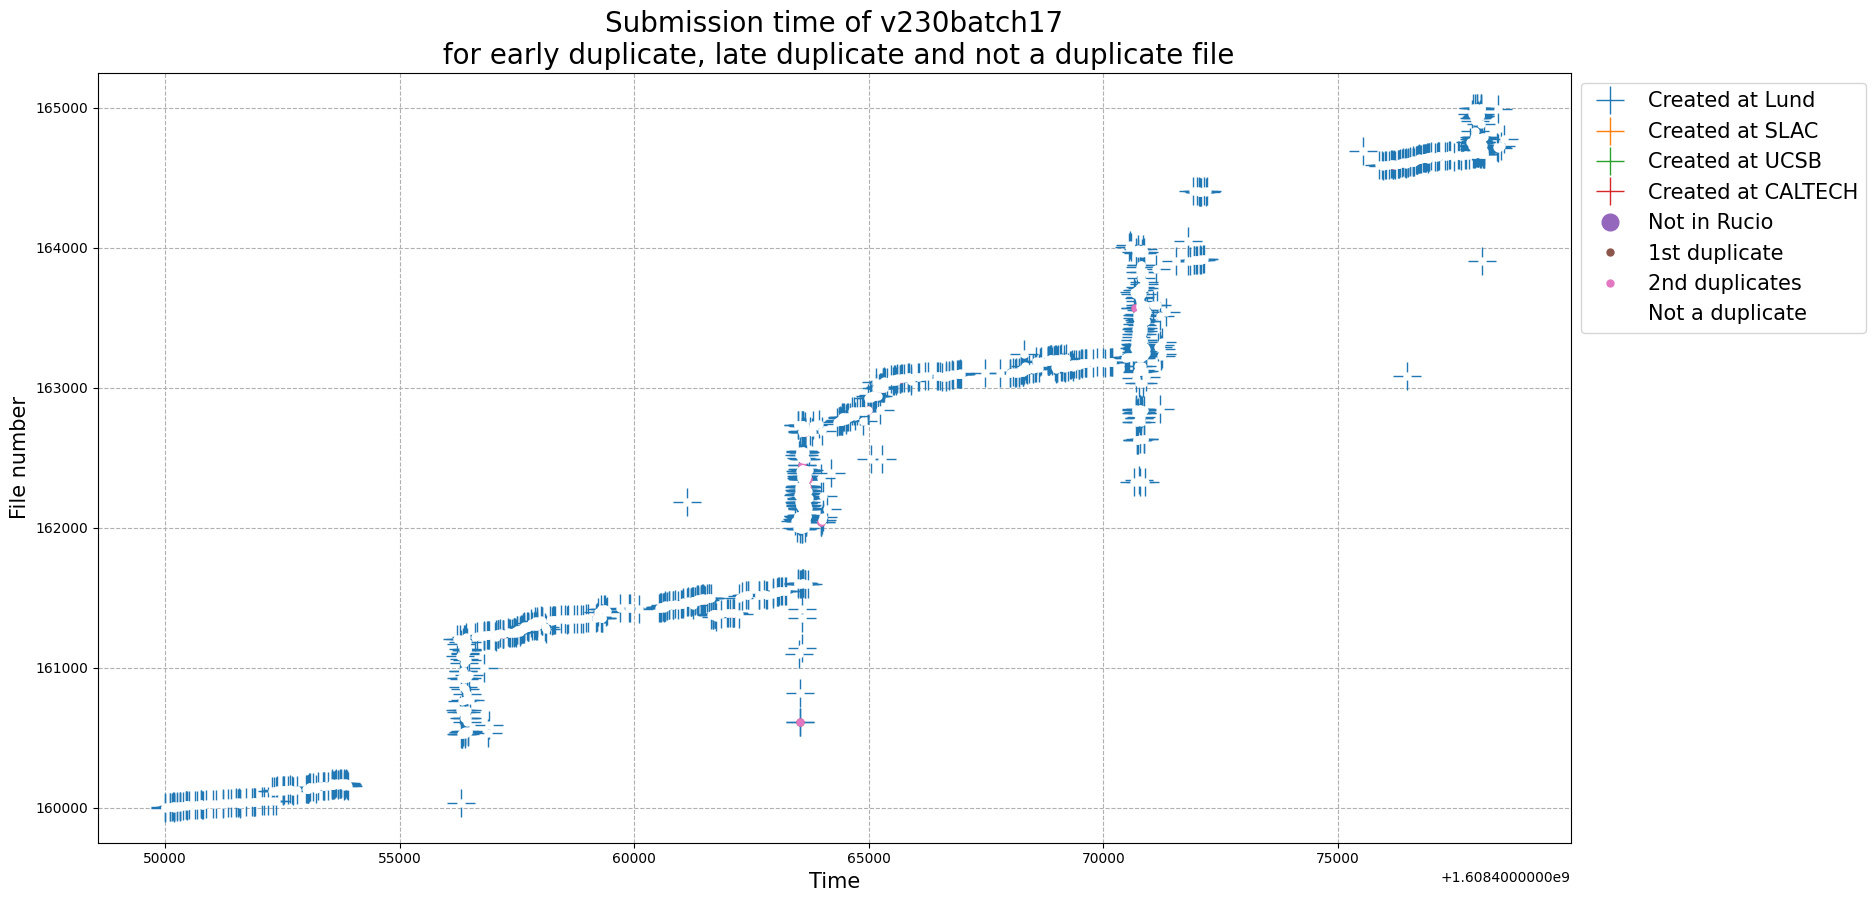 Submission time of v230batch17
for early duplicate, late duplicate and not a duplicate file
165000
164000
163000
162000
161000
160000
File number
50000
55000
60000
65000
70000
75000
Time
+1.6084000000e9
Created at Lund
Created at SLAC
Created at UCSB
Created at CALTECH
Not in Rucio
1st duplicate
2nd duplicates
Not a duplicate